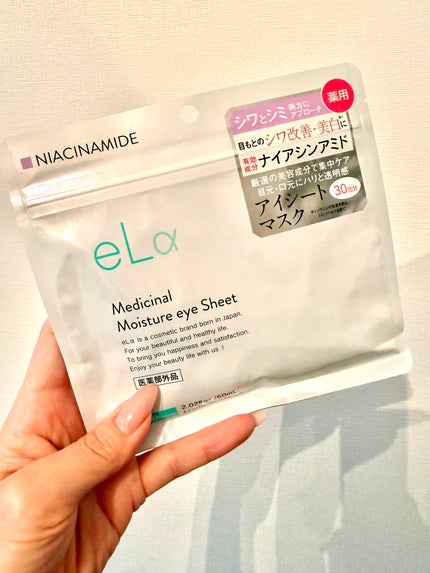 NIACINAMIDE
シワとシミ 両方にアプローチ
薬用
目もとのシワ改善・美白に
有効成分 ナイアシンアミド
厳選の美容成分で集中ケア
目元・口元にハリと透明感
アイシート
マスク
30回分
eLα
Medicinal
Moisture eye Sheet
eLα is a cosmetic brand born in Japan.
For your beautiful and healthy life.
To bring you happiness and satisfaction.
Enjoy your beauty life with us !
医薬部外品